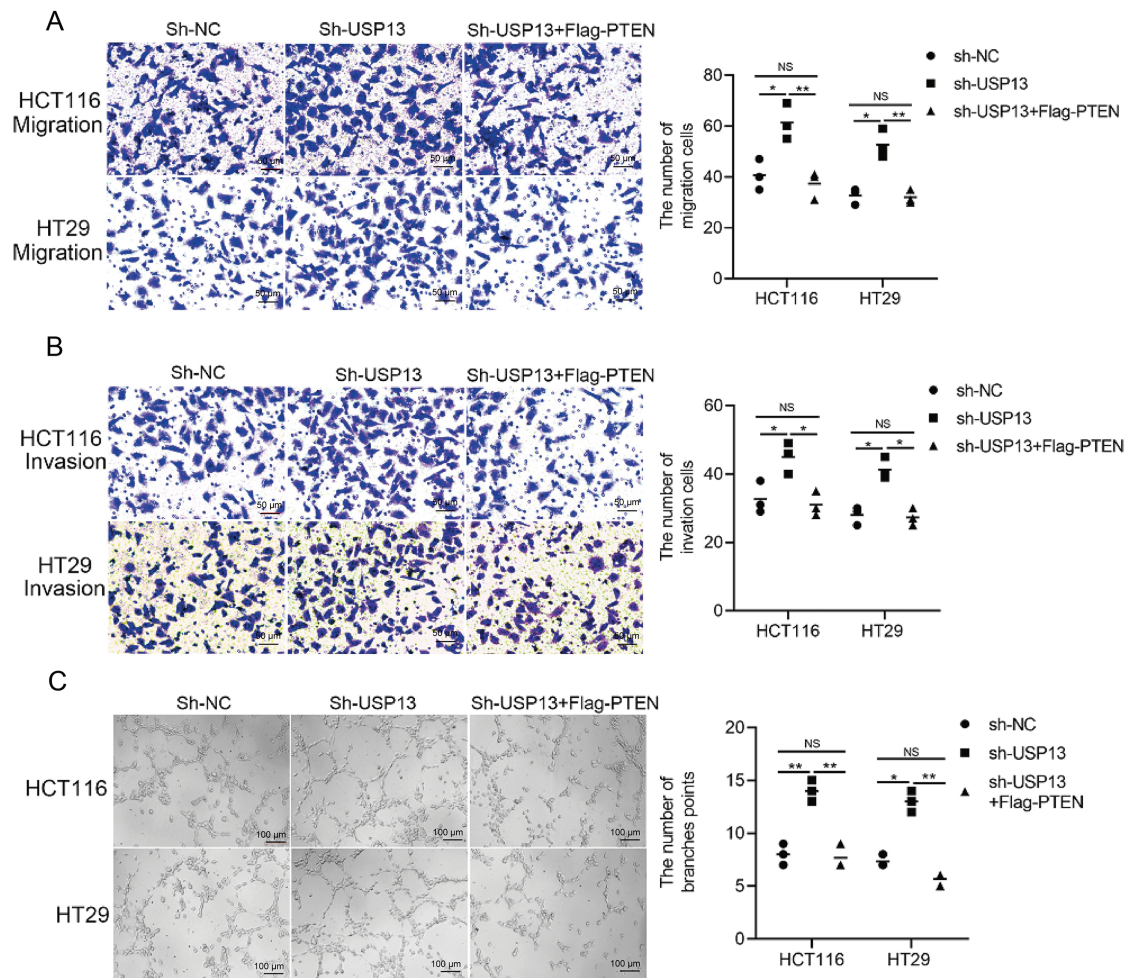 A
Sh-NC
Sh-USP13
Sh-USP13+Flag-PTEN
HCT116
Migration
50 µm
50 µm
50 µm
HT29
Migration
50 µm
50 µm
50 µm
sh-NC
sh-USP13
sh-USP13+Flag-PTEN
The number of
migration cells
80
60
40
20
0
NS
*
**
NS
*
**
HCT116
HT29
B
Sh-NC
Sh-USP13
Sh-USP13+Flag-PTEN
HCT116
Invasion
50 µm
50 µm
50 µm
HT29
Invasion
50 µm
50 µm
50 µm
sh-NC
sh-USP13
sh-USP13+Flag-PTEN
The number of
invation cells
60
40
20
0
NS
*
*
NS
*
*
HCT116
HT29
C
Sh-NC
Sh-USP13
Sh-USP13+Flag-PTEN
HCT116
100 µm
100 µm
100 µm
HT29
100 µm
100 µm
100 µm
sh-NC
sh-USP13
sh-USP13
+Flag-PTEN
The number of
branches points
20
15
10
5
0
NS
**
**
NS
*
**
HCT116
HT29